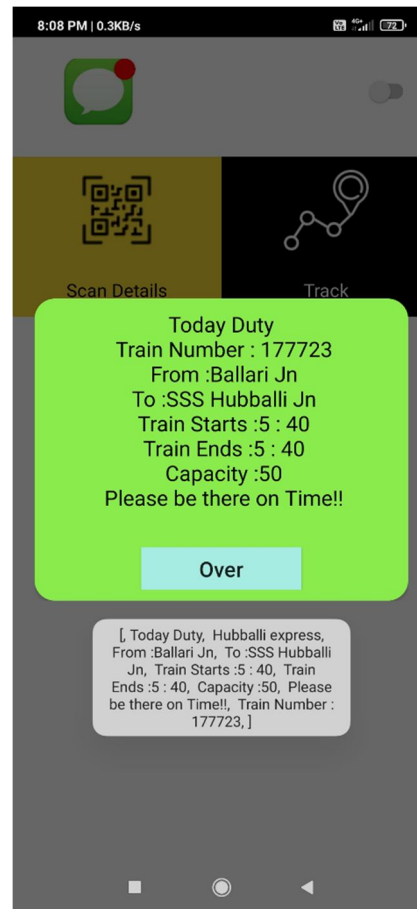 8:08 PM | 0.3KB/s
Vo LTE 4G+ 72
Scan Details
Track
Today Duty
Train Number : 177723
From :Ballari Jn
To :SSS Hubballi Jn
Train Starts :5 : 40
Train Ends :5 : 40
Capacity :50
Please be there on Time!!
Over
[, Today Duty, Hubballi express,
From :Ballari Jn, To :SSS Hubballi
Jn, Train Starts :5 : 40, Train
Ends :5 : 40, Capacity :50, Please
be there on Time!!, Train Number :
177723, ]